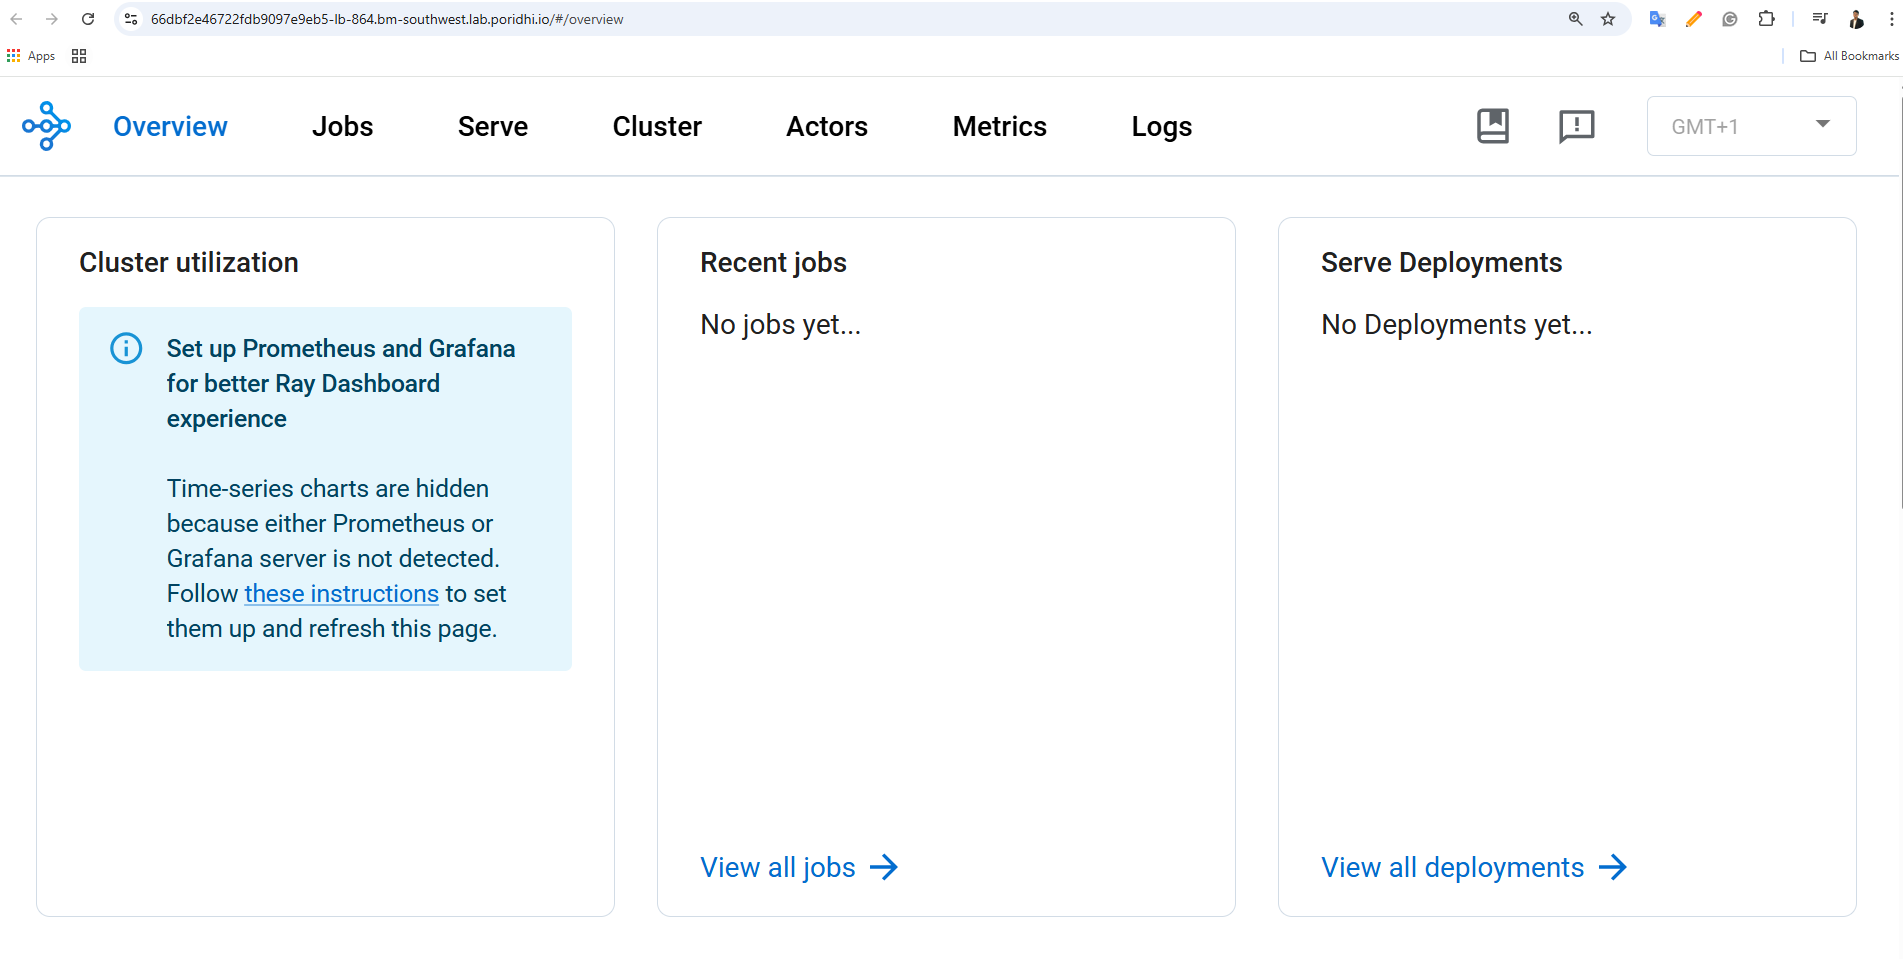 66dbf2e46722fdb9097e9eb5-lb-864.bm-southwest.lab.poridhi.io/#/overview
Apps
All Bookmarks
Overview
Jobs
Serve
Cluster
Actors
Metrics
Logs
GMT+1
Cluster utilization
Set up Prometheus and Grafana
for better Ray Dashboard
experience
Time-series charts are hidden
because either Prometheus or
Grafana server is not detected.
Follow these instructions to set
them up and refresh this page.
Recent jobs
No jobs yet...
View all jobs
Serve Deployments
No Deployments yet...
View all deployments